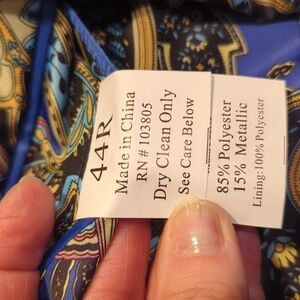 44R
Made in China
RN # 103805
Dry Clean Only
See Care Below
85% Polyester
15% Metallic
Lining:100% Polyester